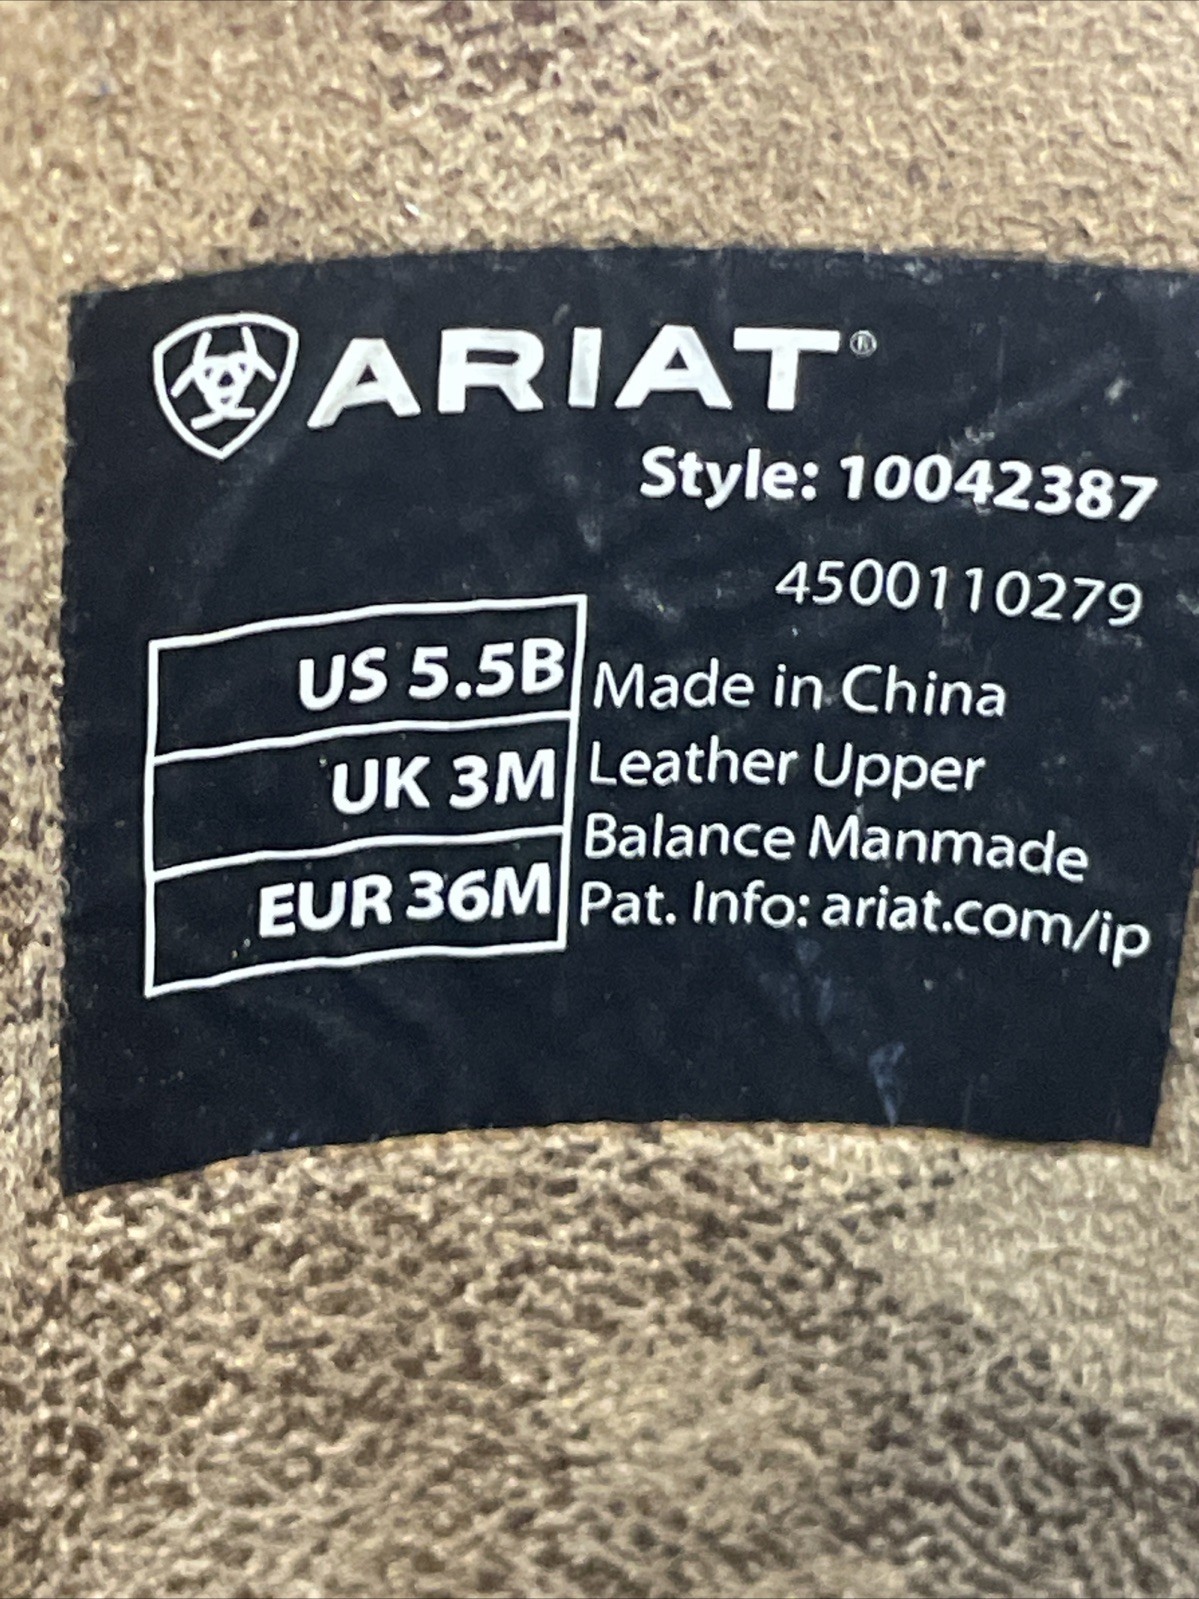 ARIAT®
Style: 10042387
4500110279
US 5.5B
UK 3M
EUR 36M
Made in China
Leather Upper
Balance Manmade
Pat. Info: ariat.com/ip